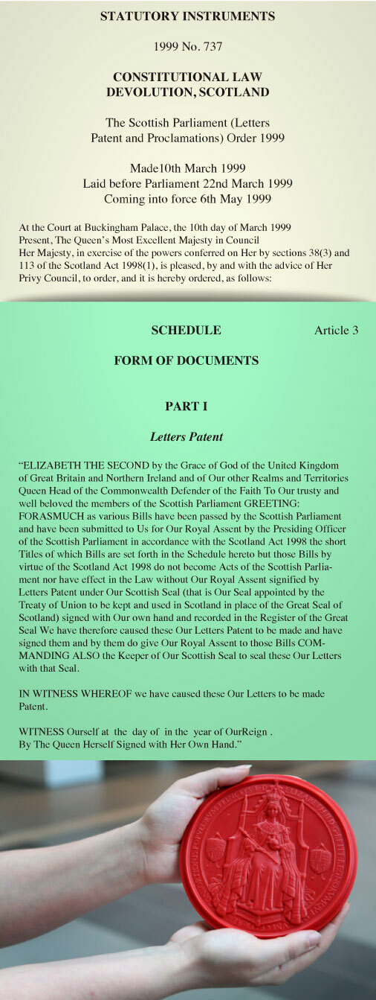 STATUTORY INSTRUMENTS
1999 No. 737
CONSTITUTIONAL LAW
DEVOLUTION, SCOTLAND
The Scottish Parliament (Letters
Patent and Proclamations) Order 1999
Made10th March 1999
Laid before Parliament 22nd March 1999
Coming into force 6th May 1999
At the Court at Buckingham Palace, the 10th day of March 1999
Present, The Queen’s Most Excellent Majesty in Council
Her Majesty, in exercise of the powers conferred on Her by sections 38(3) and
113 of the Scotland Act 1998(1), is pleased, by and with the advice of Her
Privy Council, to order, and it is hereby ordered, as follows:
SCHEDULE Article 3
FORM OF DOCUMENTS
PART I
Letters Patent
“ELIZABETH THE SECOND by the Grace of God of the United Kingdom
of Great Britain and Northern Ireland and of Our other Realms and Territories
Queen Head of the Commonwealth Defender of the Faith To Our trusty and
well beloved the members of the Scottish Parliament GREETING:
FORASMUCH as various Bills have been passed by the Scottish Parliament
and have been submitted to Us for Our Royal Assent by the Presiding Officer
of the Scottish Parliament in accordance with the Scotland Act 1998 the short
Titles of which Bills are set forth in the Schedule hereto but those Bills by
virtue of the Scotland Act 1998 do not become Acts of the Scottish Parlia-
ment nor have effect in the Law without Our Royal Assent signified by
Letters Patent under Our Scottish Seal (that is Our Seal appointed by the
Treaty of Union to be kept and used in Scotland in place of the Great Seal of
Scotland) signed with Our own hand and recorded in the Register of the Great
Seal We have therefore caused these Our Letters Patent to be made and have
signed them and by them do give Our Royal Assent to those Bills COM-
MANDING ALSO the Keeper of Our Scottish Seal to seal these Our Letters
with that Seal.
IN WITNESS WHEREOF we have caused these Our Letters to be made
Patent.
WITNESS Ourself at the day of in the year of OurReign .
By The Queen Herself Signed with Her Own Hand.”